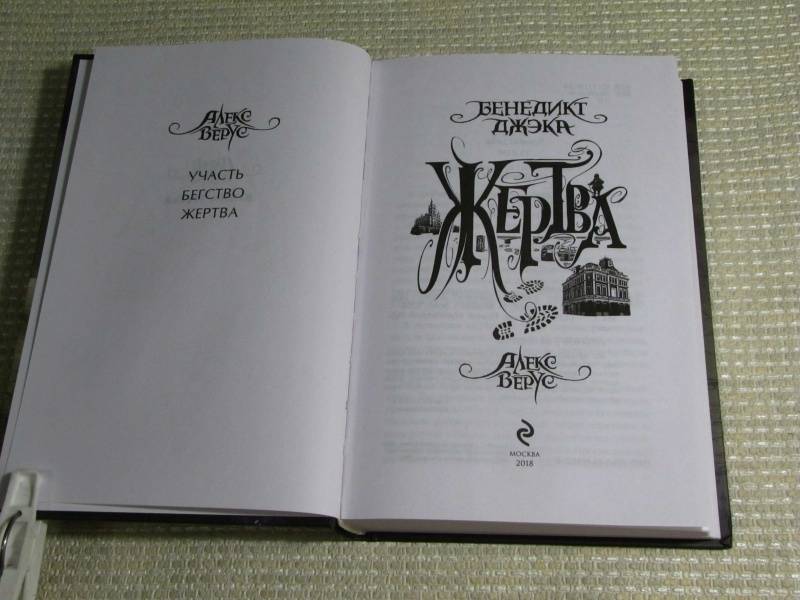 АЛЕКС
ВЕРУС
УЧАСТЬ
БЕГСТВО
ЖЕРТВА
БЕНЕДИКТ
ДЖЭКА
ЖЕРТВА
АЛЕКС
ВЕРУС
МОСКВА
2018